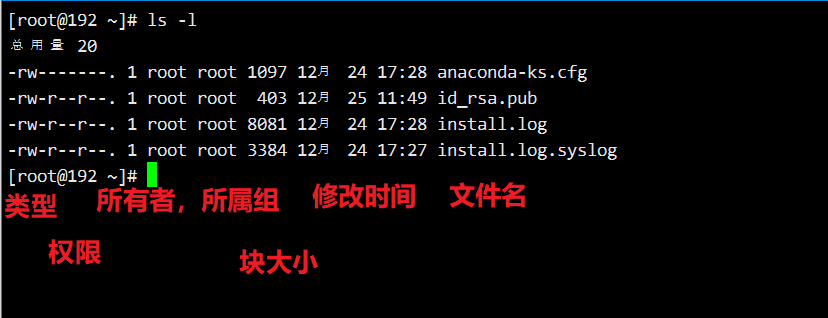 [root@192 ~]# ls -l
总用量 20
-rw-------. 1 root root 1097 12月 24 17:28 anaconda-ks.cfg
-rw-r--r--. 1 root root  403 12月 25 11:49 id_rsa.pub
-rw-r--r--. 1 root root 8081 12月 24 17:28 install.log
-rw-r--r--. 1 root root 3384 12月 24 17:27 install.log.syslog
[root@192 ~]#
类型 所有者，所属组 修改时间 文件名
权限 块大小